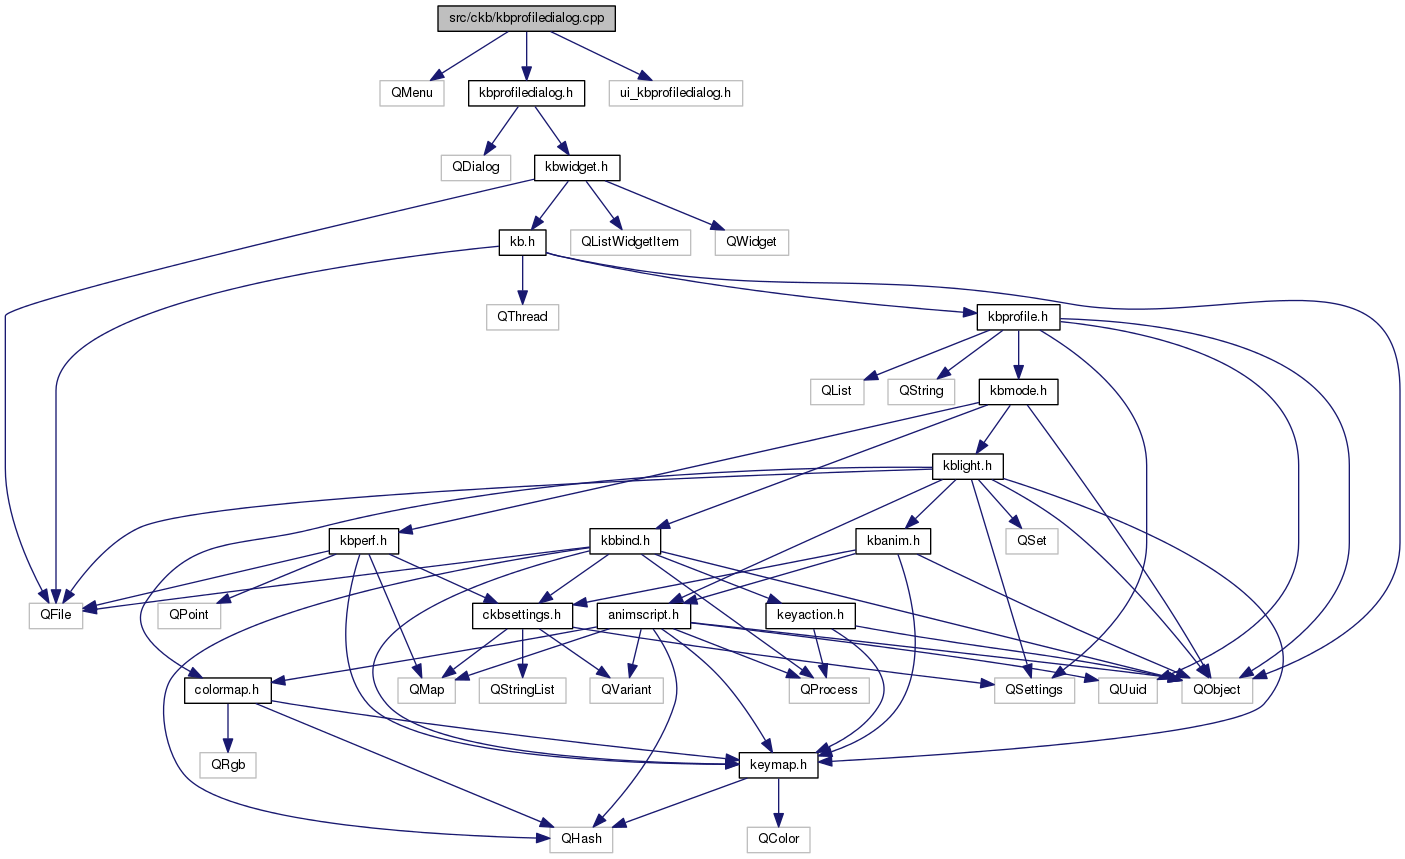 src/ckb/kbprofiledialog.cpp
QMenu
kbprofiledialog.h
ui_kbprofiledialog.h
QDialog
kbwidget.h
kb.h
QListWidgetItem
QWidget
QThread
kbprofile.h
QList
QString
kbmode.h
kblight.h
kbperf.h
kbbind.h
kbanim.h
QSet
QFile
QPoint
ckbsettings.h
animscript.h
keyaction.h
colormap.h
QMap
QStringList
QVariant
QProcess
QSettings
QUuid
QObject
QRgb
keymap.h
QHash
QColor